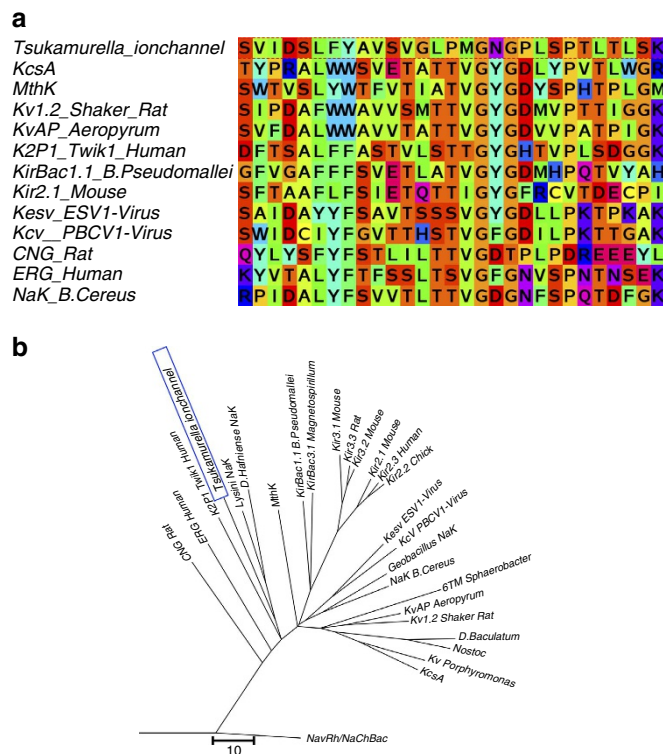 a
Tsukamurella_ionchannel SVIDSLFYAVSVGLPMGNGPLSPTLTLSK
KcsA TYPRALWWSVETATTVGYGDLYPVTLWGR
MthK SWTVSLYWTFVTIATVGYGDYSPHTPLGM
Kv1.2_Shaker_Rat SIPDAFWWAVVSMTTVGYGDMVPTTIGGK
KvAP_Aeropyrum SVFDALWWAVVTATTVGYGDVVPATPIGK
K2P1_Twik1_Human DFTSALFFASTVLSTTGYGHTVPLSDGGK
KirBac1.1_B.Pseudomallei GFVGAFFFSVETLATVGYGDMHPQTVYAH
Kir2.1_Mouse SFTAAFLFSIETQTTIGYGFRCVTDECPI
Kesv_ESV1-Virus SAIDAYYFSAVTSSSVGYGDLLPKTPKAK
Kcv__PBCV1-Virus SWIDCIYFGVTTHSTVGFGDILPKTTGAK
CNG_Rat QYLYSFYFSTLILTTVGDTPLPDREEEYL
ERG_Human KYVTALYFTFSSLTSVGFGNVSPNTNSEK
NaK_B.Cereus RPIDALYFSVVTLTTVGDGNFSPQTDFGK
b
CNG Rat
ERG Human
K2P1 Twik1 Human
Tsukamurella Ionchannel
Lysini NaK
D.Hafniense NaK
MthK
KirBac1.1 B.Pseudomallei
KirBac3.1 Magnetospirillum
Kir3.1 Mouse
Kir3.3 Rat
Kir3.2 Mouse
Kir2.1 Mouse
Kir2-3 Human
Kir2-2 Chick
Kesv ESV1-Virus
KcV PBCV1-Virus
Geobacillus NaK
NaK B.Cereus
6TM Sphaerobacter
KvAP Aeropyrum
Kv1.2 Shaker Rat
D.Baculatum
Nostoc
Kv Porphyromonas
KcsA
NavRh/NaChBac
10